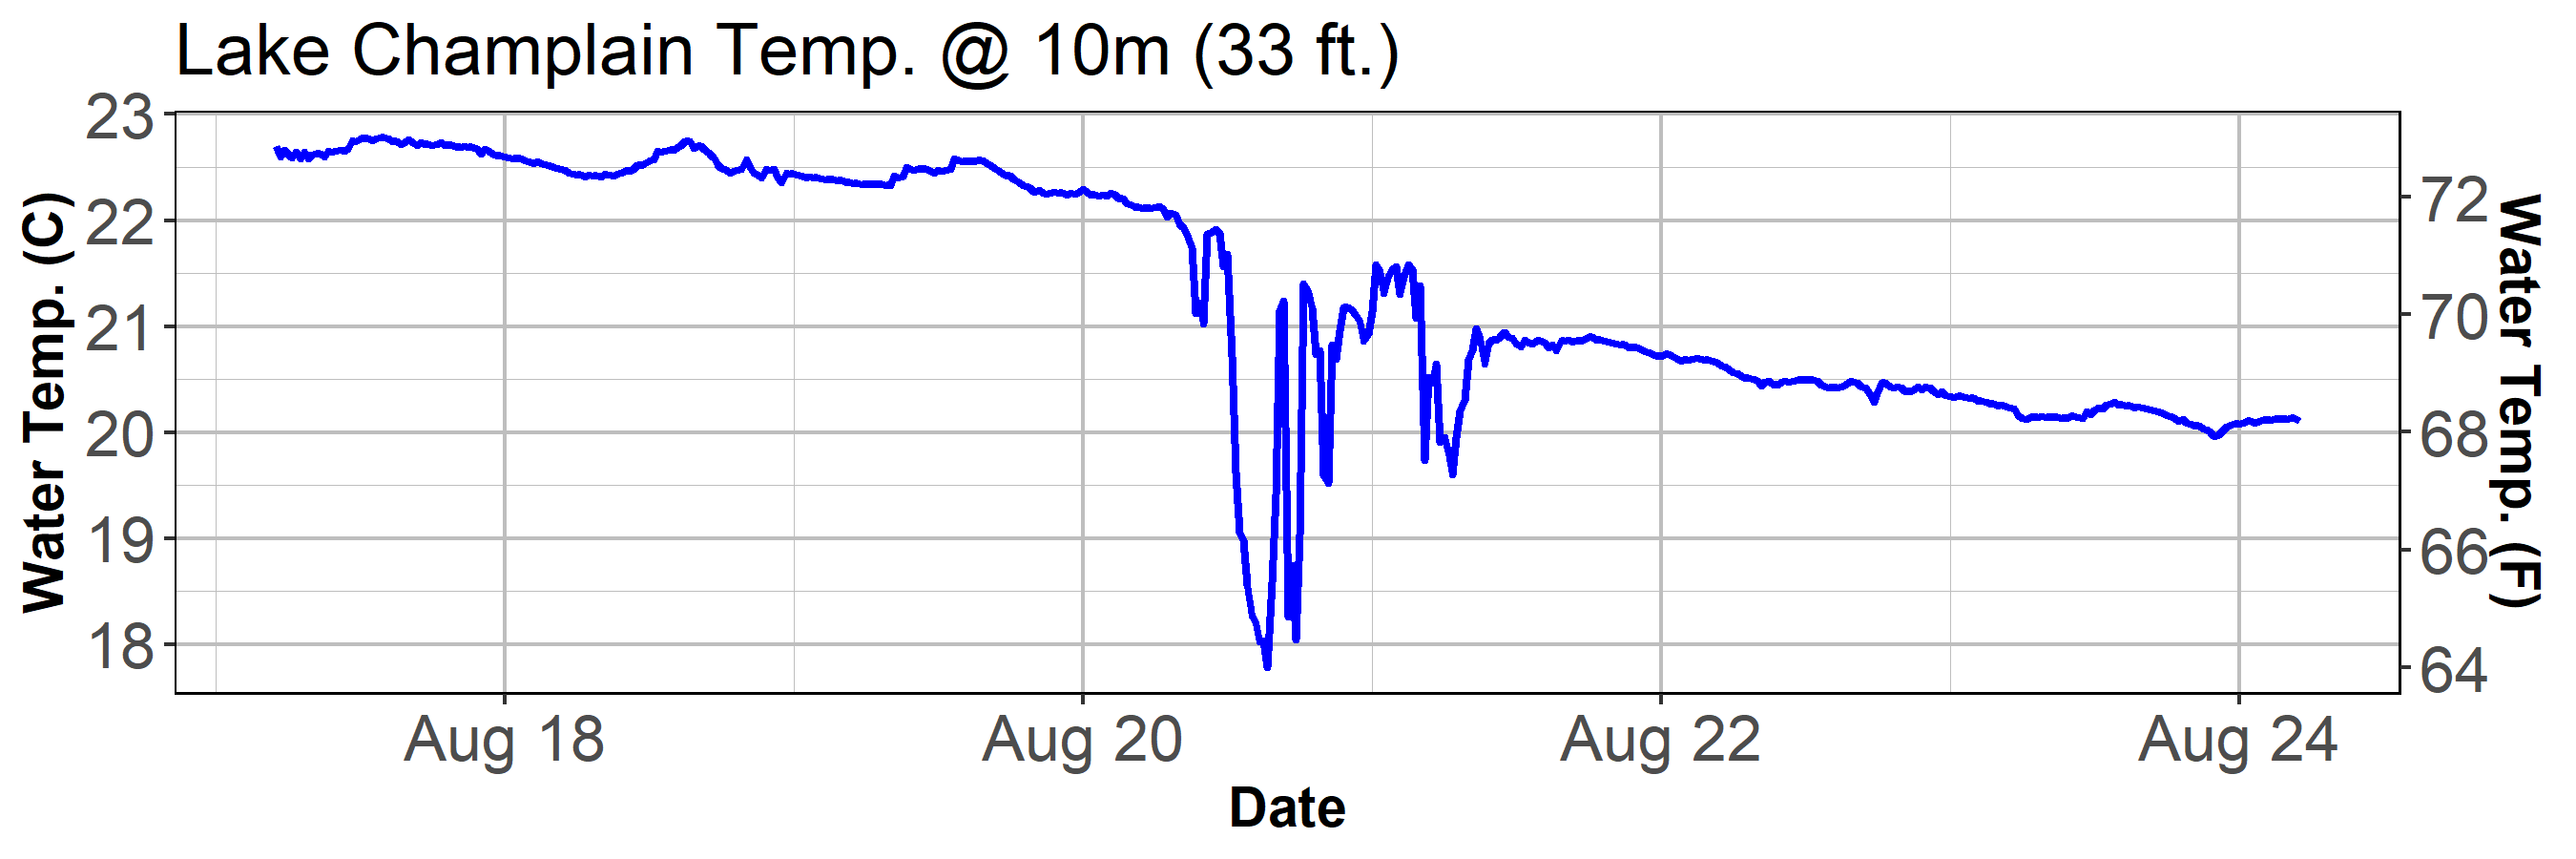 Lake Champlain Temp. @ 10m (33 ft.)
Water Temp. (C)
23
22
21
20
19
18
72
70
68
66
64
Water Temp. (F)
Aug 18 Aug 20 Aug 22 Aug 24
Date